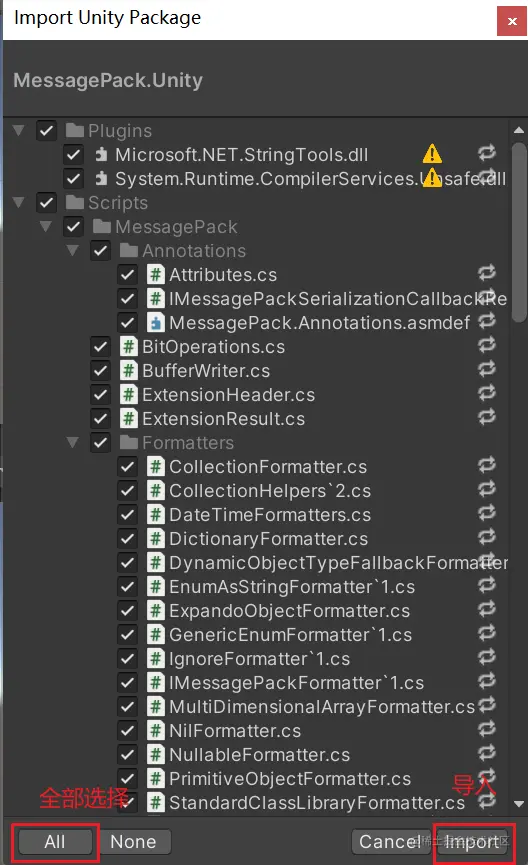 Import Unity Package
MessagePack.Unity
Plugins
Microsoft.NET.StringTools.dll
System.Runtime.CompilerServices.Unsafe.dll
Scripts
MessagePack
Annotations
Attributes.cs
IMessagePackSerializationCallbackRe
MessagePack.Annotations.asmdef
BitOperations.cs
BufferWriter.cs
ExtensionHeader.cs
ExtensionResult.cs
Formatters
CollectionFormatter.cs
CollectionHelpers`2.cs
DateTimeFormatters.cs
DictionaryFormatter.cs
DynamicObjectTypeFallbackFormatter
EnumAsStringFormatter`1.cs
ExpandoObjectFormatter.cs
GenericEnumFormatter`1.cs
IgnoreFormatter`1.cs
IMessagePackFormatter`1.cs
MultiDimensionalArrayFormatter.cs
NilFormatter.cs
NullableFormatter.cs
PrimitiveObjectFormatter.cs
StandardClassLibraryFormatter.cs
全部选择 导入
All None Cancel Import